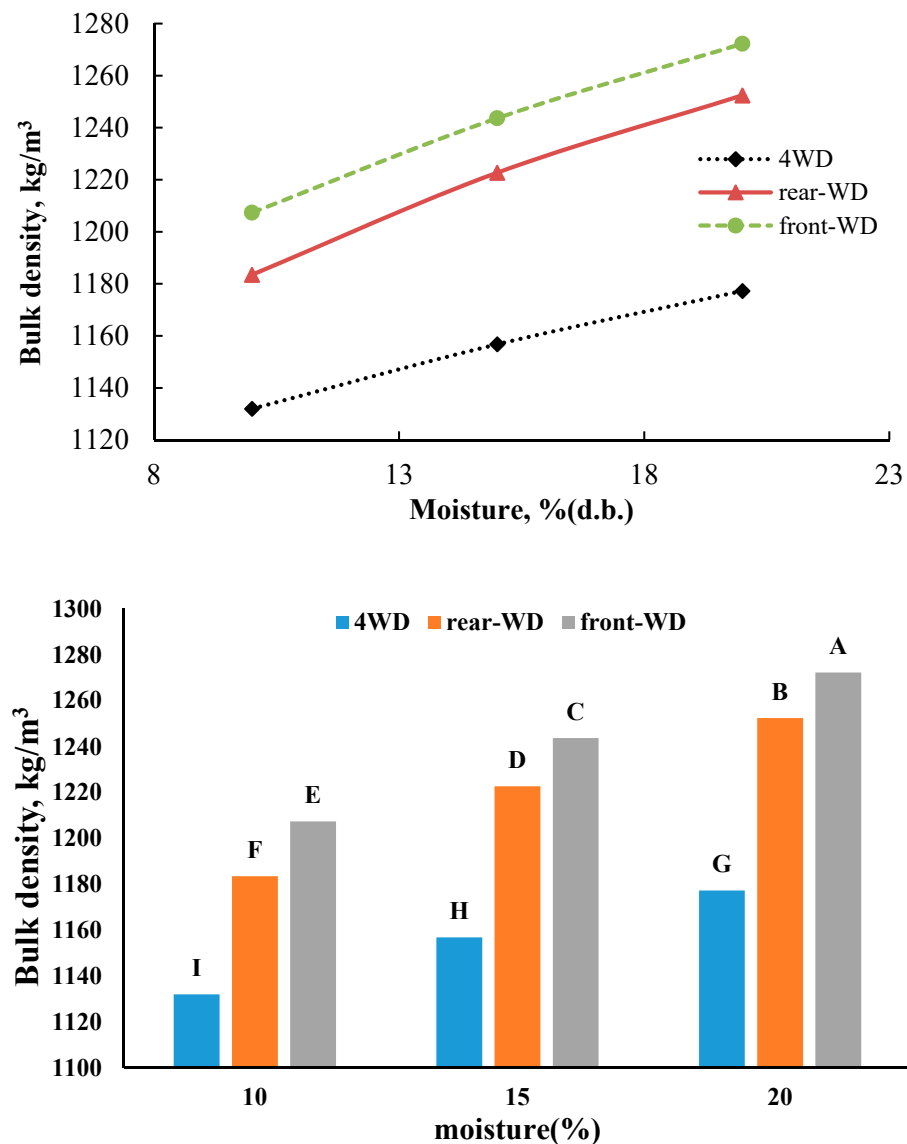 1280
1260
1240
1220
1200
1180
1160
1140
1120
Bulk density, kg/m³
4WD
rear-WD
front-WD
8 13 18 23
Moisture, %(d.b.)
1300
1280
1260
1240
1220
1200
1180
1160
1140
1120
1100
Bulk density, kg/m³
4WD rear-WD front-WD
I F E H D C G B A
10 15 20
moisture(%)